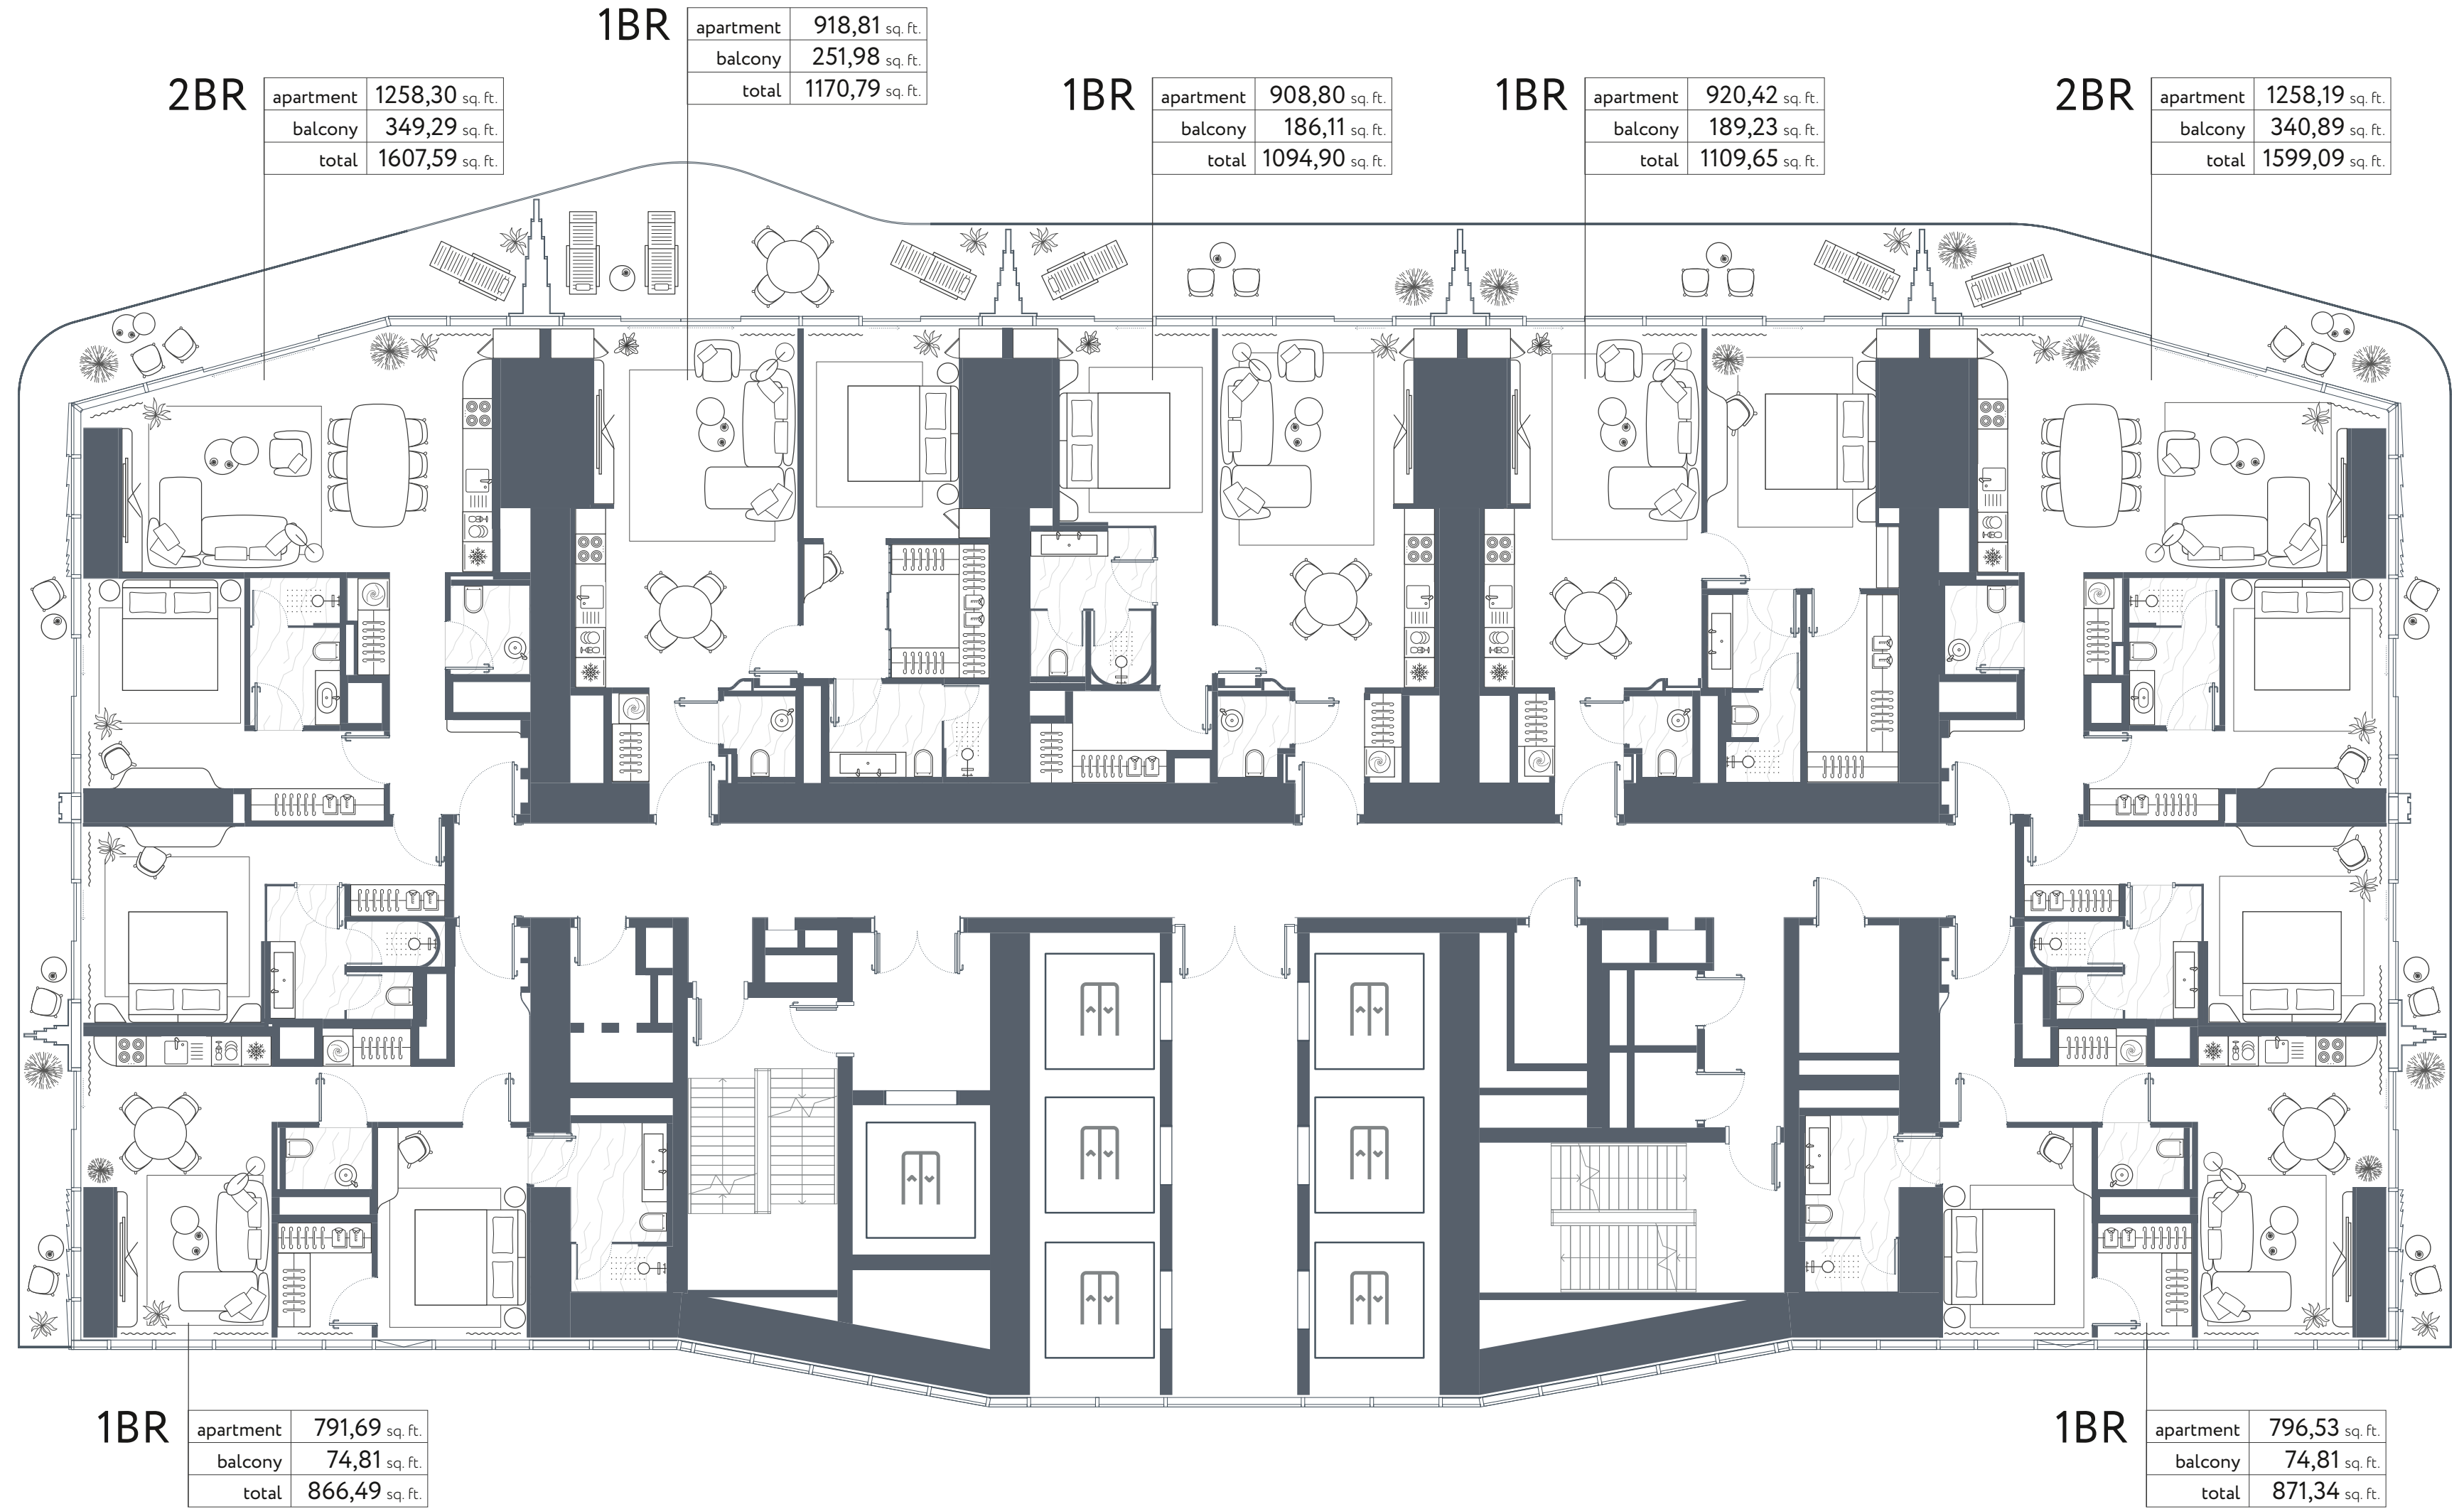 1BR
apartment 918,81 sq. ft.
balcony 251,98 sq. ft.
total 1170,79 sq. ft.
2BR
apartment 1258,30 sq. ft.
balcony 349,29 sq. ft.
total 1607,59 sq. ft.
1BR
apartment 908,80 sq. ft.
balcony 186,11 sq. ft.
total 1094,90 sq. ft.
1BR
apartment 920,42 sq. ft.
balcony 189,23 sq. ft.
total 1109,65 sq. ft.
2BR
apartment 1258,19 sq. ft.
balcony 340,89 sq. ft.
total 1599,09 sq. ft.
1BR
apartment 791,69 sq. ft.
balcony 74,81 sq. ft.
total 866,49 sq. ft.
1BR
apartment 796,53 sq. ft.
balcony 74,81 sq. ft.
total 871,34 sq. ft.